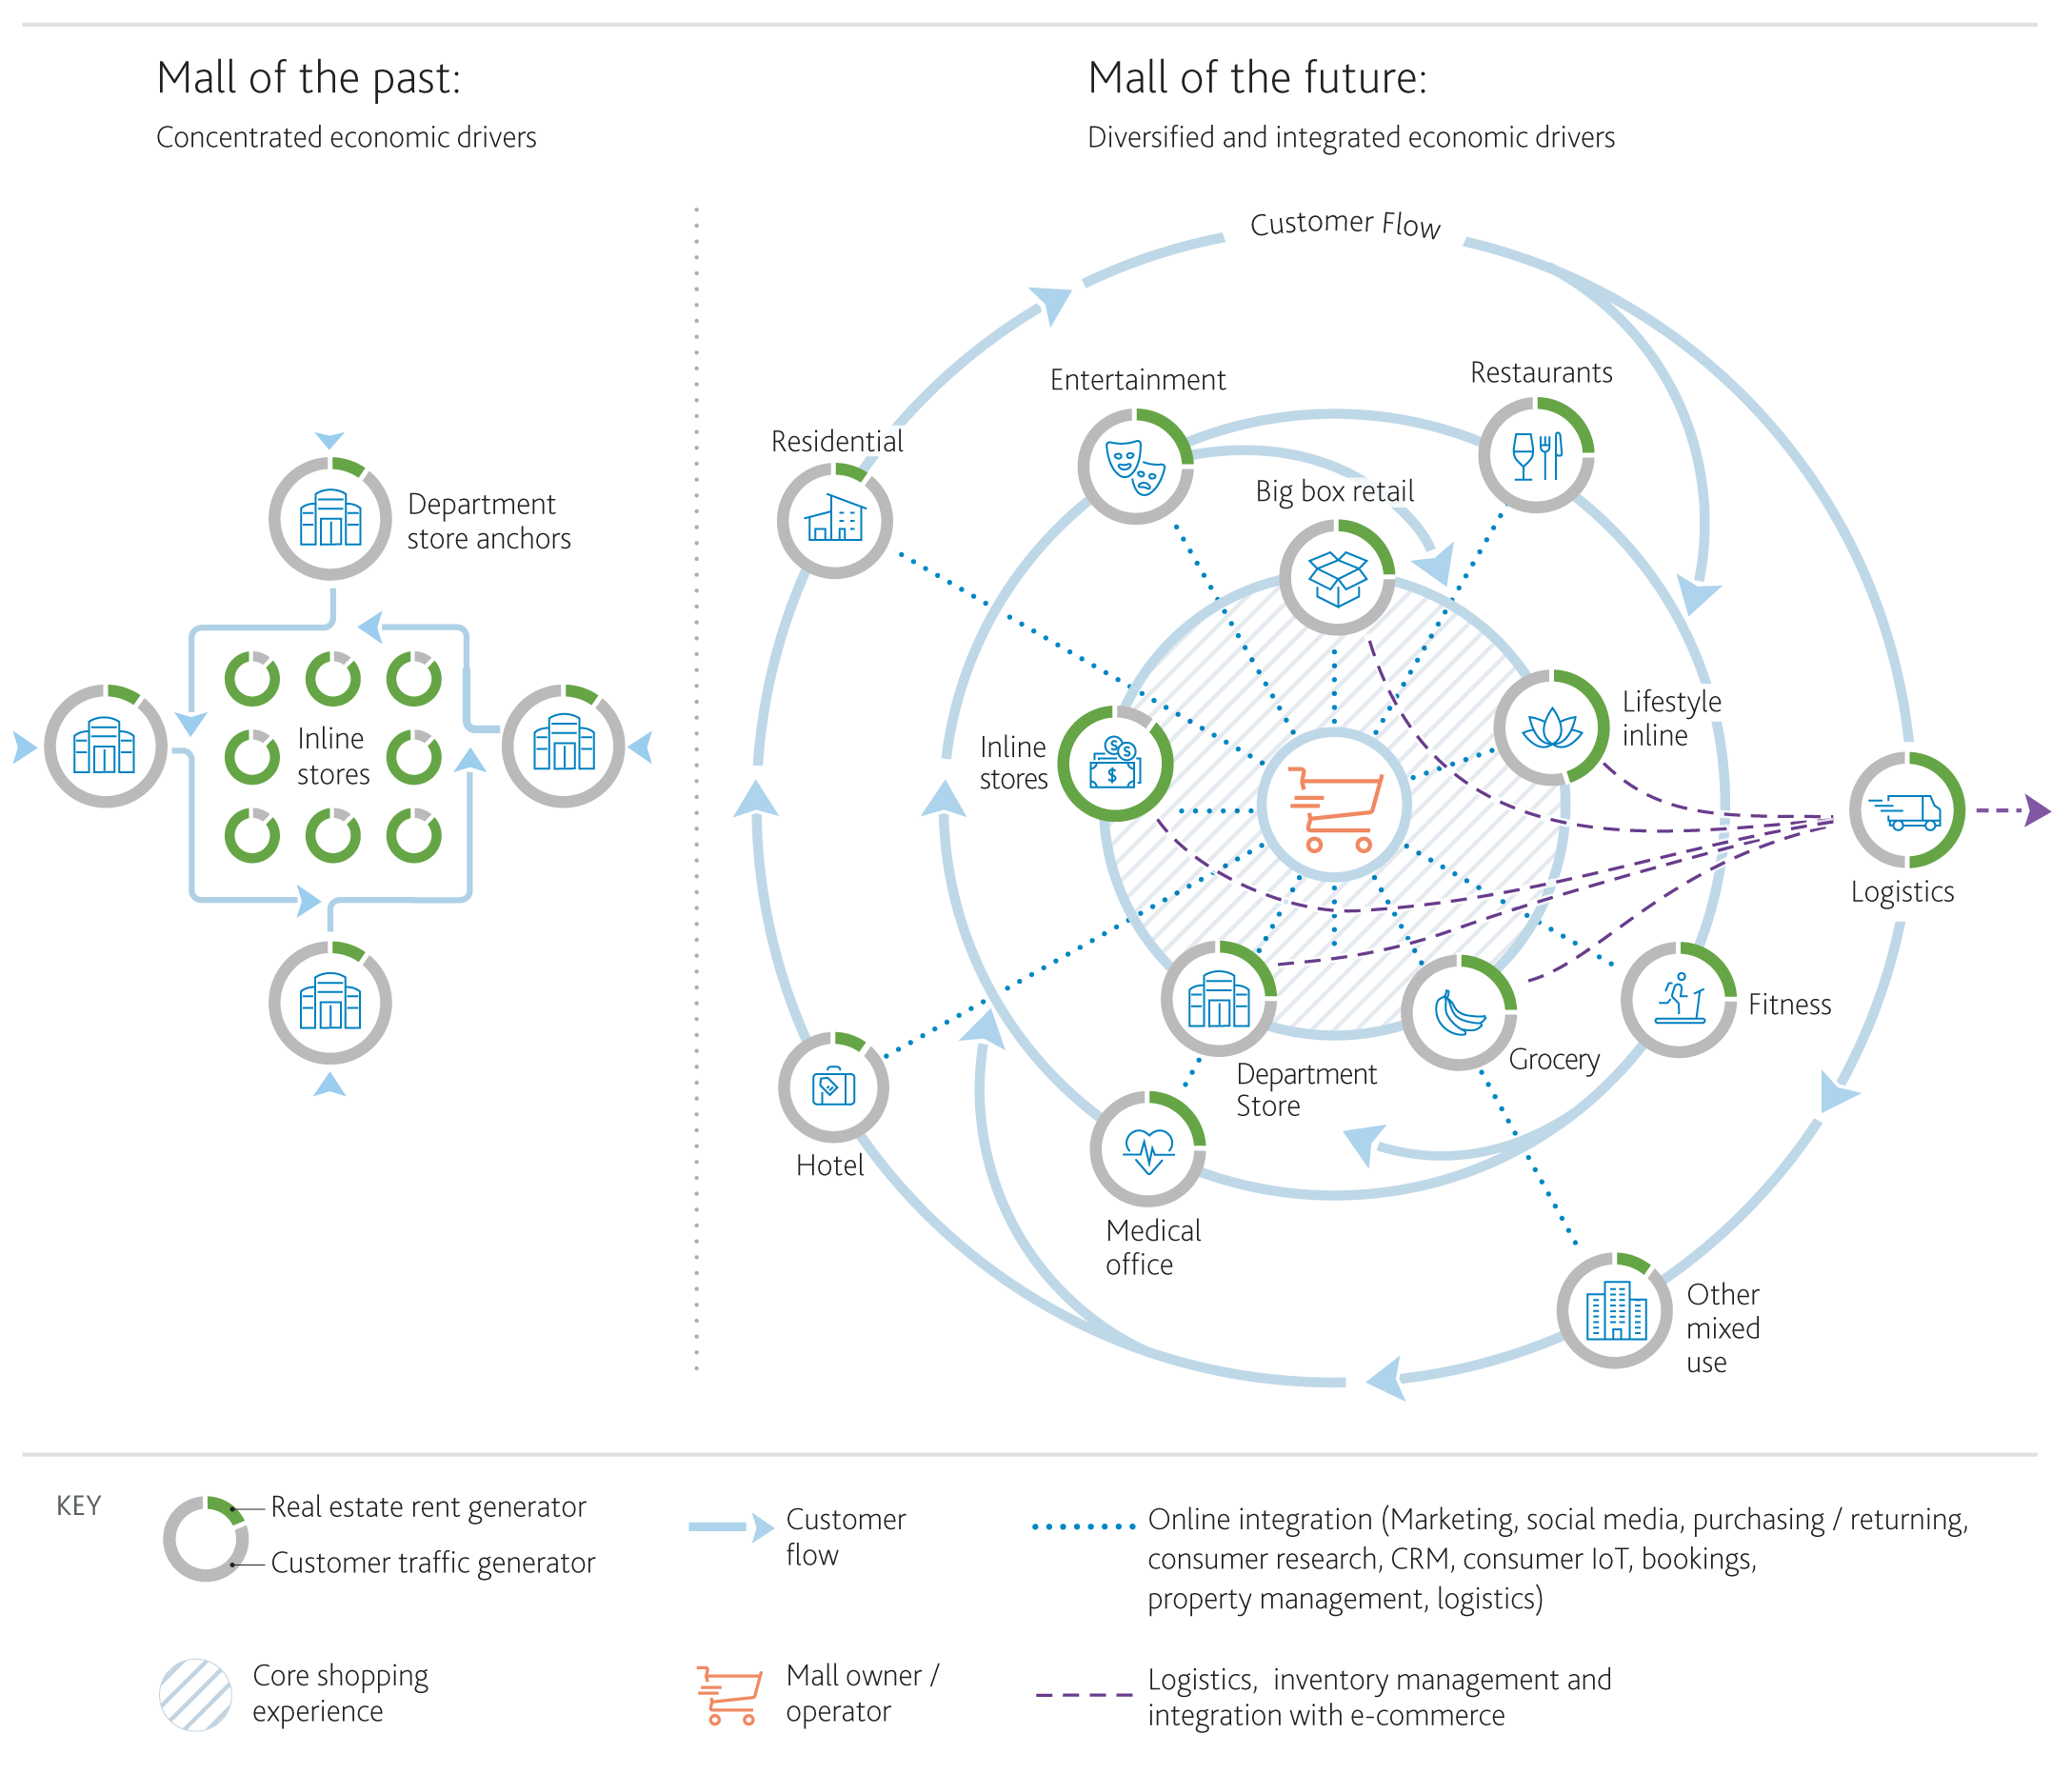 Mall of the past:
Concentrated economic drivers
Department
store anchors
Inline
stores
Mall of the future:
Diversified and integrated economic drivers
Customer Flow
Entertainment
Restaurants
Residential
Big box retail
Lifestyle
inline
Inline
stores
$
$
$
Logistics
Fitness
Grocery
Department
Store
Hotel
Medical
office
Other
mixed
use
KEY
Real estate rent generator
Customer traffic generator
Customer
flow
Online integration (Marketing, social media, purchasing / returning,
consumer research, CRM, consumer IoT, bookings,
property management, logistics)
Core shopping
experience
Mall owner /
operator
Logistics, inventory management and
integration with e-commerce